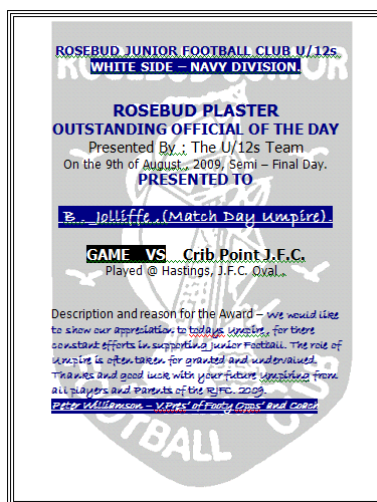 ROSEBUD JUNIOR FOOTBALL CLUB U/12s
WHITE SIDE – NAVY DIVISION.
ROSEBUD PLASTER
OUTSTANDING OFFICIAL OF THE DAY
Presented By : The U/12s Team
On the 9th of August , 2009, Semi – Final Day.
PRESENTED TO
B . Jolliffe .(Match Day Umpire).
GAME VS Crib Point J.F.C.
Played @ Hastings, J.F.C. Oval .
Description and reason for the Award – We would like
to show our appreciation to todays Umpire, for there
constant efforts in supporting Junior Football. The role of
Umpire is often taken for granted and undervalued.
Thanks and good luck with your future Umpiring from
all players and Parents of the RJFC. 2009.
Peter Williamson – V.Pres' of Footy Opps' and Coach
FOOTBALL CLUB